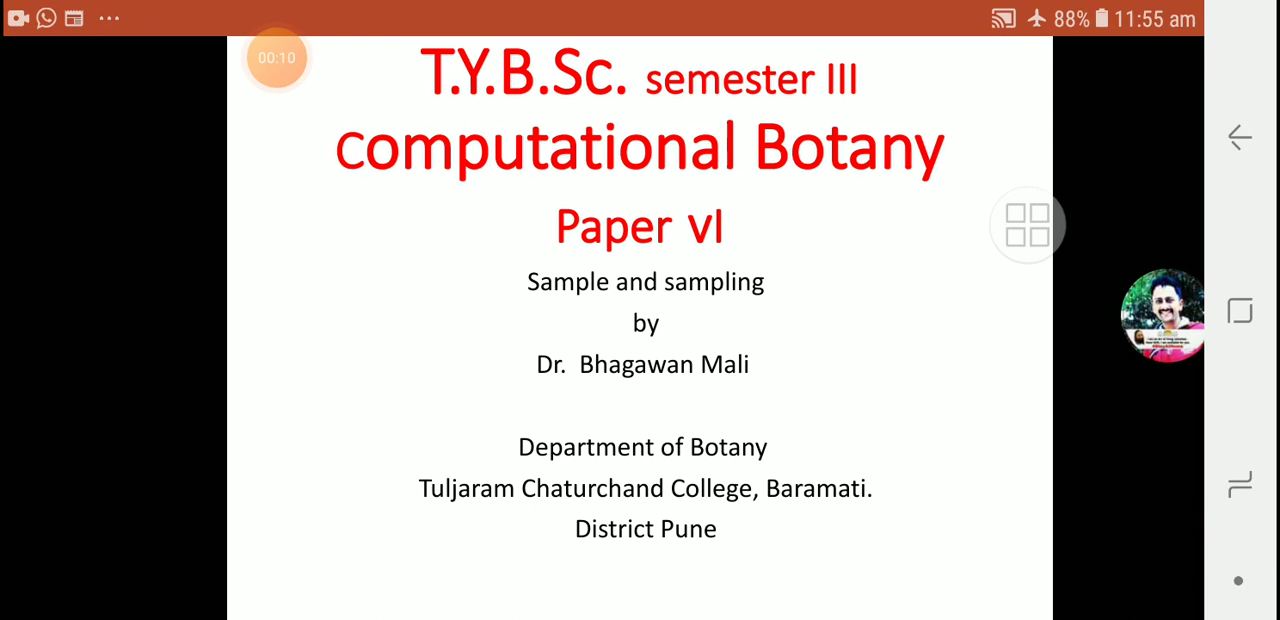 88% 11:55 am
00:10
T.Y.B.Sc. semester III
Computational Botany
Paper vI
Sample and sampling
by
Dr. Bhagawan Mali
Department of Botany
Tuljaram Chaturchand College, Baramati.
District Pune